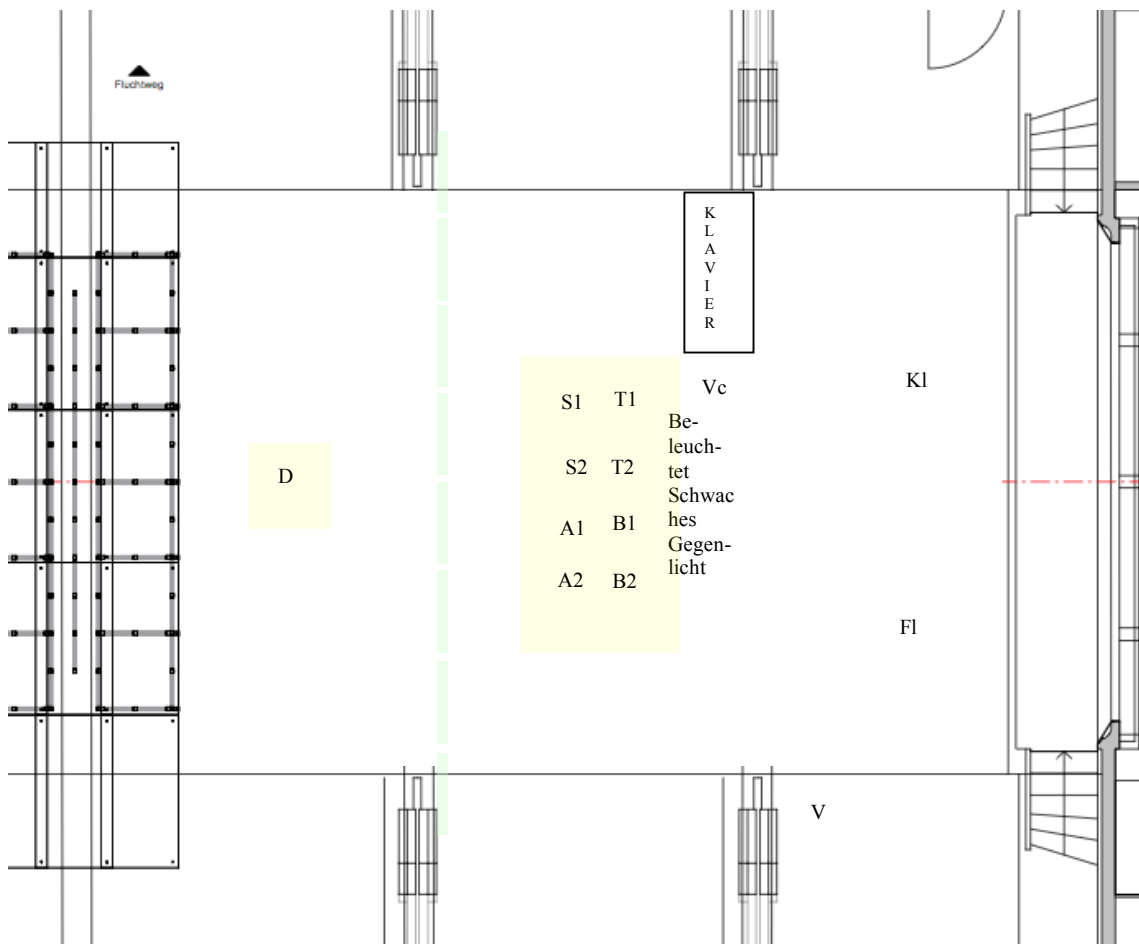 Fluchtweg
K
L
A
V
I
E
R
Vc
Kl
S1 T1
Be-
leuch-
tet
Schwac
hes
Gegen-
licht
S2 T2
D
A1 B1
A2 B2
Fl
V